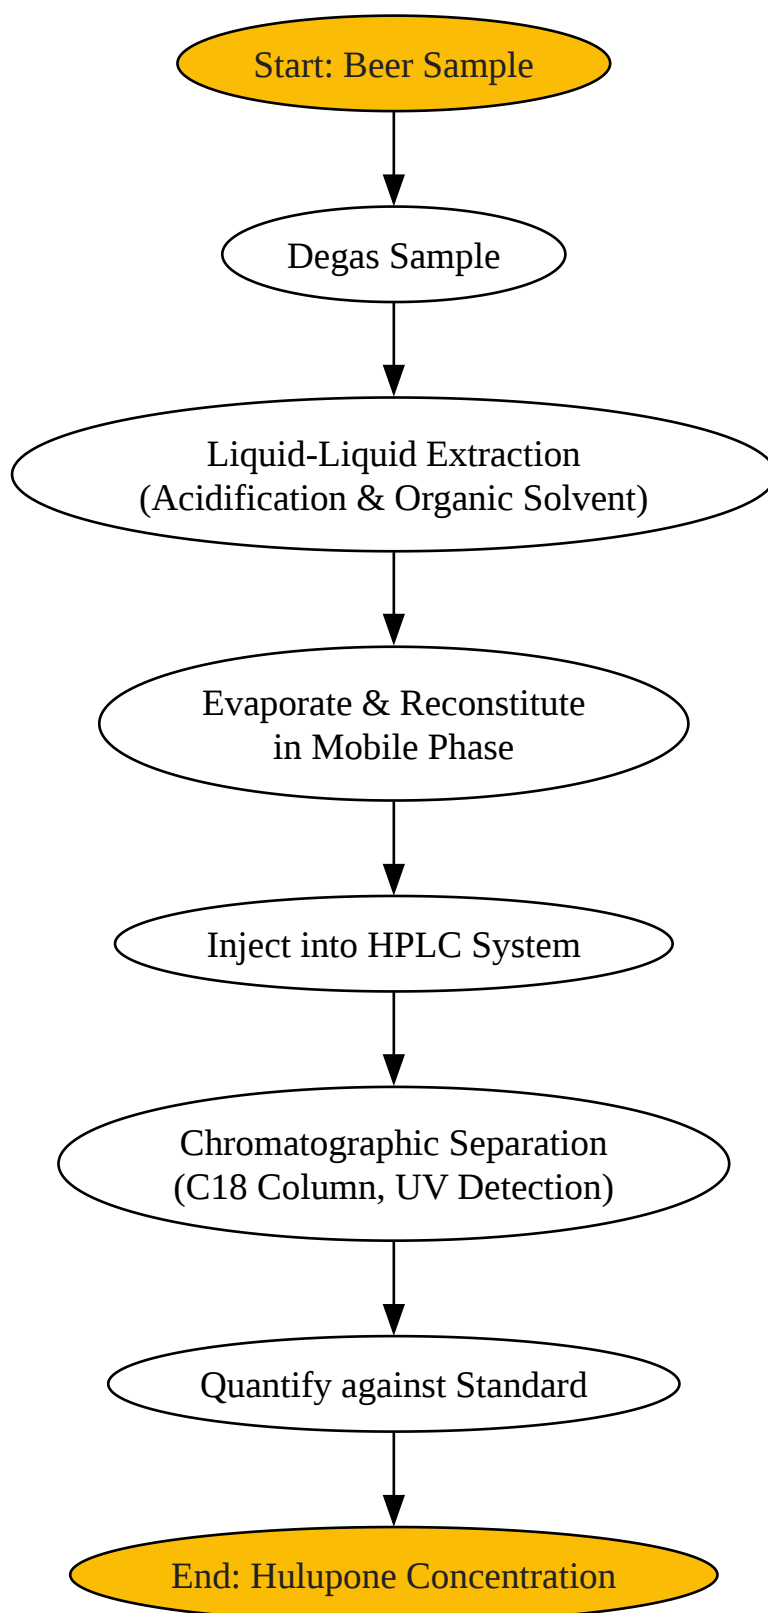 Start: Beer Sample
Degas Sample
Liquid-Liquid Extraction
(Acidification & Organic Solvent)
Evaporate & Reconstitute
in Mobile Phase
Inject into HPLC System
Chromatographic Separation
(C18 Column, UV Detection)
Quantify against Standard
End: Hulupone Concentration